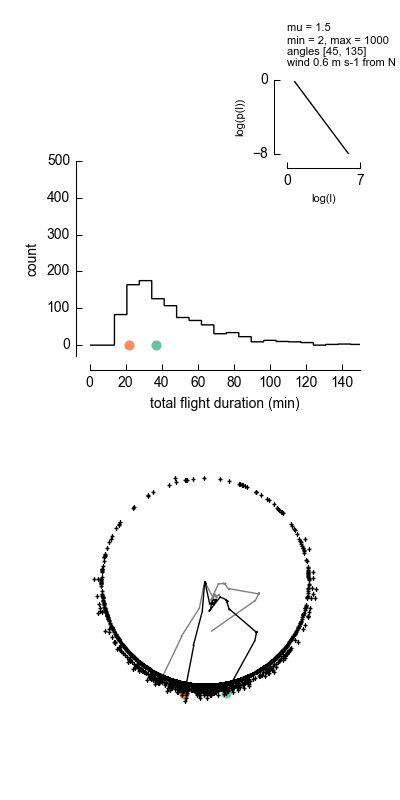 mu = 1.5
min = 2, max = 1000
angles [45, 135]
wind 0.6 m s-1 from N
log(p(l))
0
−8
0 7
log(l)
count
500
400
300
200
100
0
0 20 40 60 80 100 120 140
total flight duration (min)